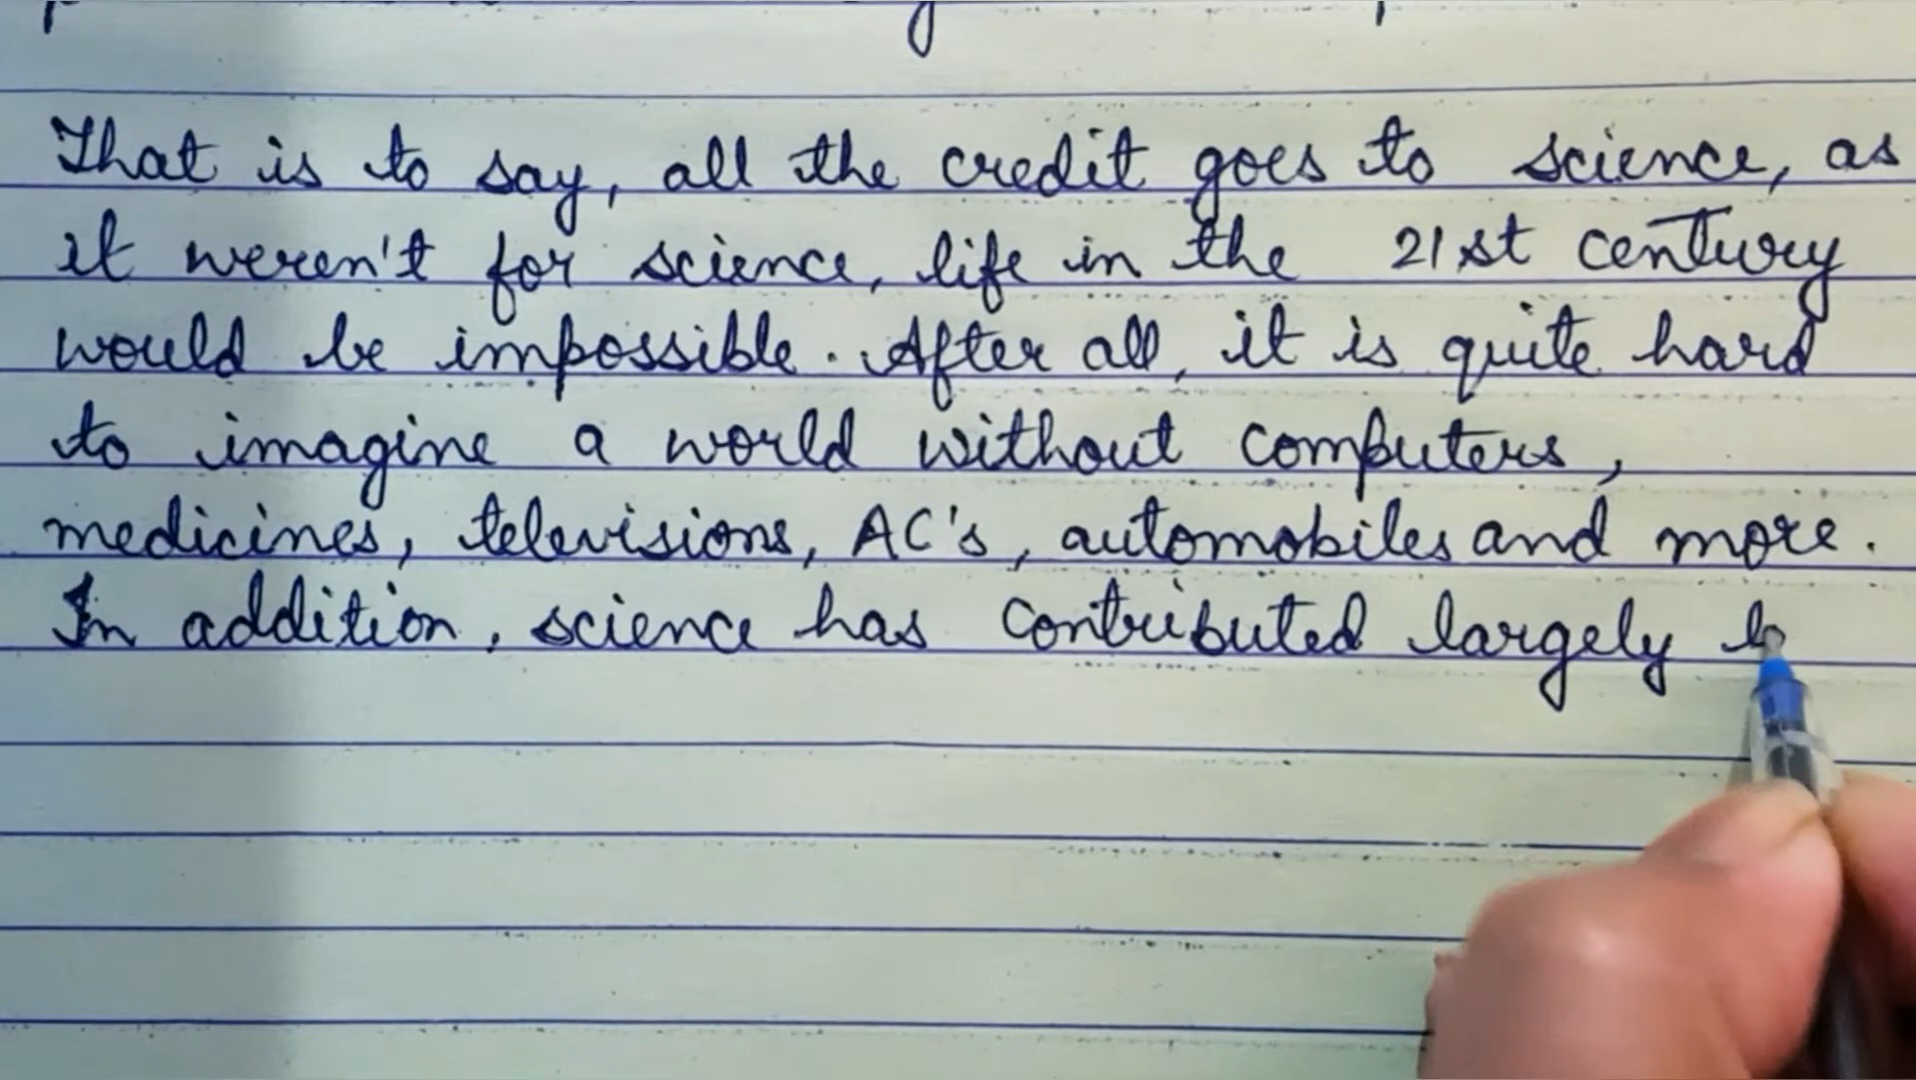 That is to say, all the credit goes to science, as
it weren't for science, life in the 21st century
would be impossible. After all, it is quite hard
to imagine a world without computers,
medicines, televisions, AC's, automobiles and more.
In addition, science has contributed largely